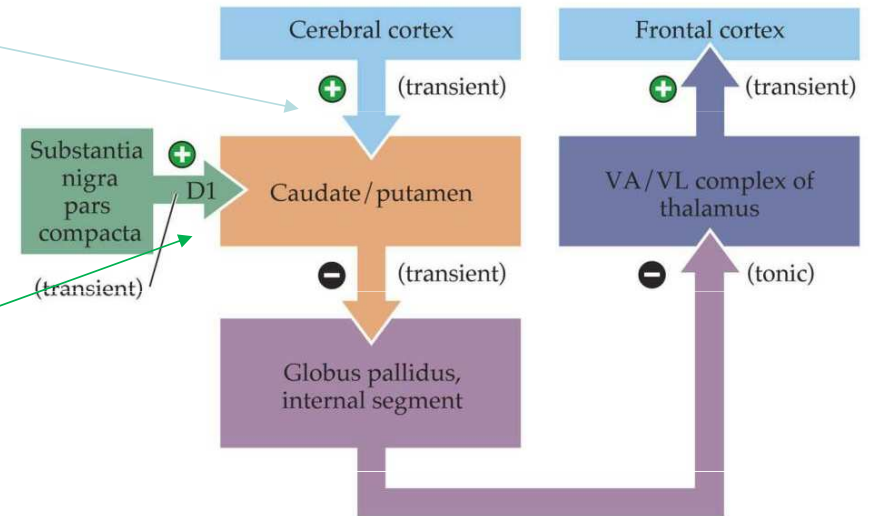 Cerebral cortex
Frontal cortex
+
(transient)
+
(transient)
Substantia
nigra
pars
compacta
+
D1
Caudate/putamen
VA/VL complex of
thalamus
(transient)
−
(transient)
−
(tonic)
Globus pallidus,
internal segment